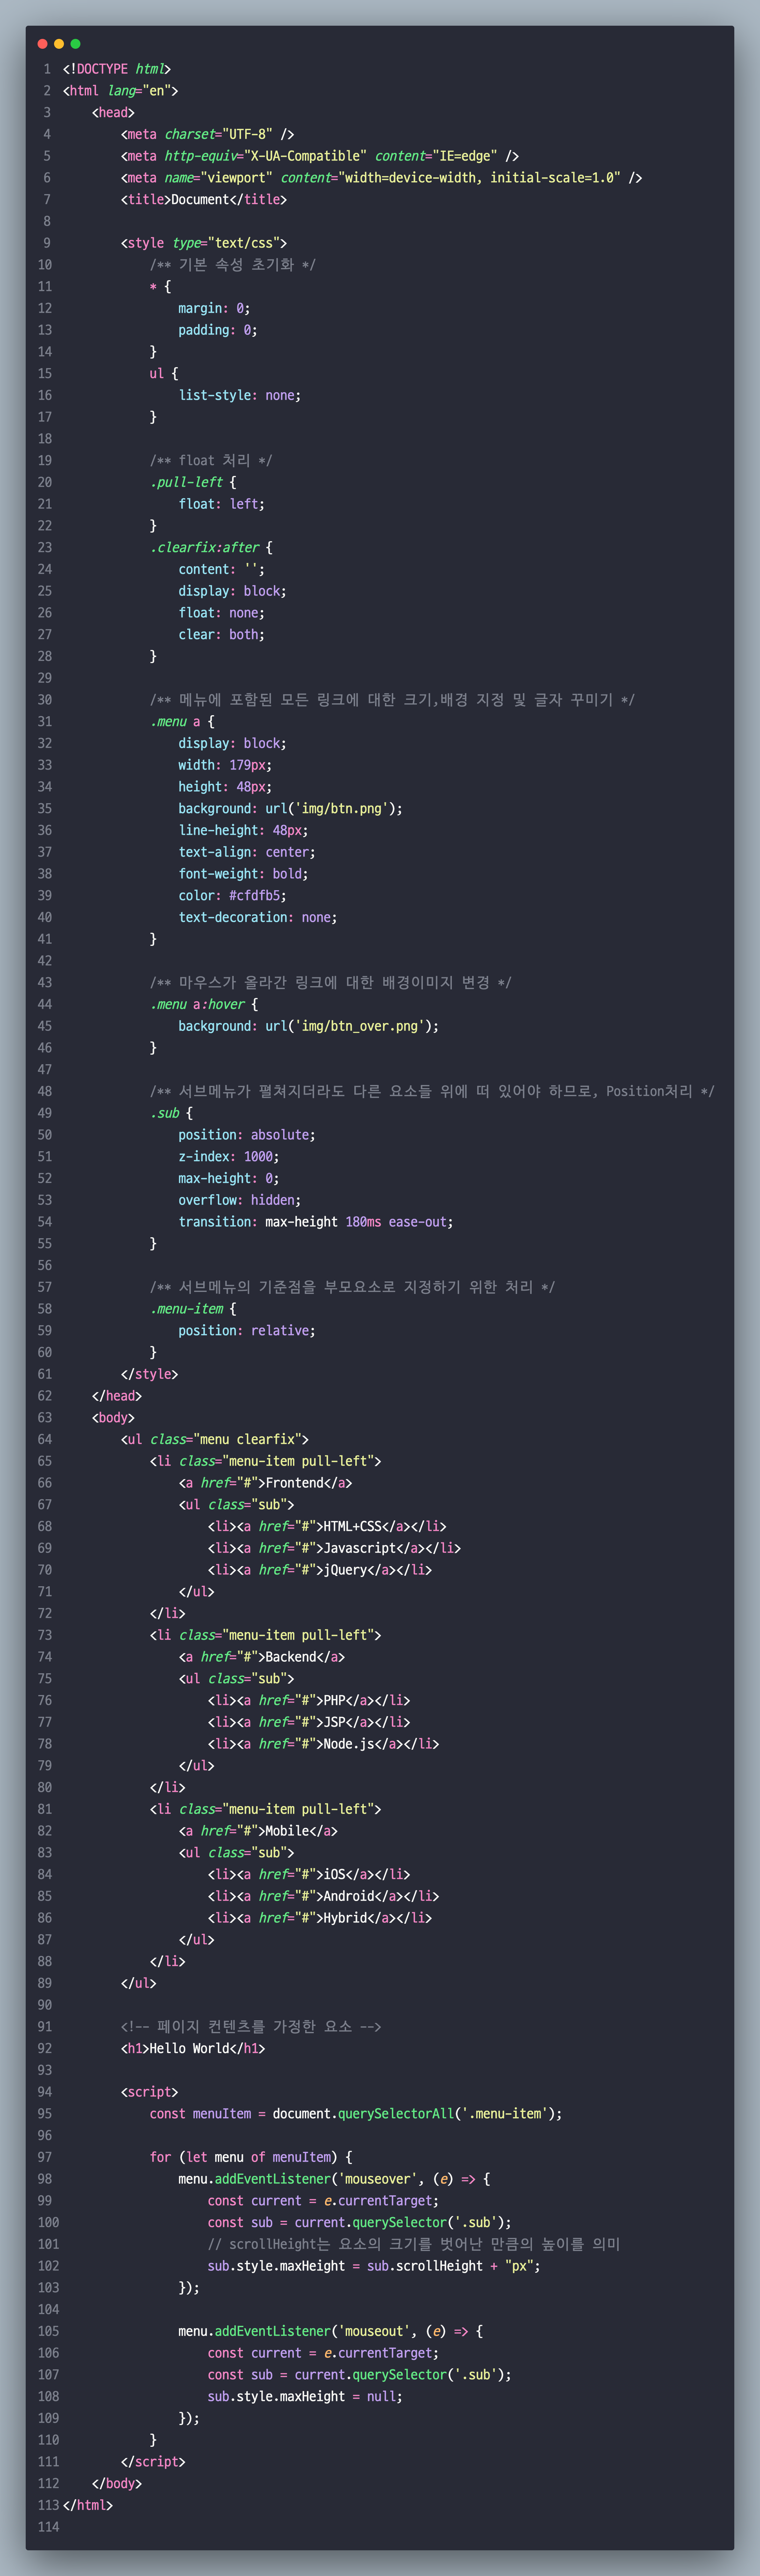 1 <!DOCTYPE html>
2 <html lang="en">
3     <head>
4         <meta charset="UTF-8" />
5         <meta http-equiv="X-UA-Compatible" content="IE=edge" />
6         <meta name="viewport" content="width=device-width, initial-scale=1.0" />
7         <title>Document</title>
8
9         <style type="text/css">
10             /** 기본 속성 초기화 */
11             * {
12                 margin: 0;
13                 padding: 0;
14             }
15             ul {
16                 list-style: none;
17             }
18
19             /** float 처리 */
20             .pull-left {
21                 float: left;
22             }
23             .clearfix:after {
24                 content: '';
25                 display: block;
26                 float: none;
27                 clear: both;
28             }
29
30             /** 메뉴에 포함된 모든 링크에 대한 크기,배경 지정 및 글자 꾸미기 */
31             .menu a {
32                 display: block;
33                 width: 179px;
34                 height: 48px;
35                 background: url('img/btn.png');
36                 line-height: 48px;
37                 text-align: center;
38                 font-weight: bold;
39                 color: #cfdfb5;
40                 text-decoration: none;
41             }
42
43             /** 마우스가 올라간 링크에 대한 배경이미지 변경 */
44             .menu a:hover {
45                 background: url('img/btn_over.png');
46             }
47
48             /** 서브메뉴가 펼쳐지더라도 다른 요소들 위에 떠 있어야 하므로, Position처리 */
49             .sub {
50                 position: absolute;
51                 z-index: 1000;
52                 max-height: 0;
53                 overflow: hidden;
54                 transition: max-height 180ms ease-out;
55             }
56
57             /** 서브메뉴의 기준점을 부모요소로 지정하기 위한 처리 */
58             .menu-item {
59                 position: relative;
60             }
61         </style>
62     </head>
63     <body>
64         <ul class="menu clearfix">
65             <li class="menu-item pull-left">
66                 <a href="#">Frontend</a>
67                 <ul class="sub">
68                     <li><a href="#">HTML+CSS</a></li>
69                     <li><a href="#">Javascript</a></li>
70                     <li><a href="#">jQuery</a></li>
71                 </ul>
72             </li>
73             <li class="menu-item pull-left">
74                 <a href="#">Backend</a>
75                 <ul class="sub">
76                     <li><a href="#">PHP</a></li>
77                     <li><a href="#">JSP</a></li>
78                     <li><a href="#">Node.js</a></li>
79                 </ul>
80             </li>
81             <li class="menu-item pull-left">
82                 <a href="#">Mobile</a>
83                 <ul class="sub">
84                     <li><a href="#">iOS</a></li>
85                     <li><a href="#">Android</a></li>
86                     <li><a href="#">Hybrid</a></li>
87                 </ul>
88             </li>
89         </ul>
90
91         <!-- 페이지 컨텐츠를 가정한 요소 -->
92         <h1>Hello World</h1>
93
94         <script>
95             const menuItem = document.querySelectorAll('.menu-item');
96
97             for (let menu of menuItem) {
98                 menu.addEventListener('mouseover', (e) => {
99                     const current = e.currentTarget;
100                     const sub = current.querySelector('.sub');
101                     // scrollHeight는 요소의 크기를 벗어난 만큼의 높이를 의미
102                     sub.style.maxHeight = sub.scrollHeight + "px";
103                 });
104
105                 menu.addEventListener('mouseout', (e) => {
106                     const current = e.currentTarget;
107                     const sub = current.querySelector('.sub');
108                     sub.style.maxHeight = null;
109                 });
110             }
111         </script>
112     </body>
113 </html>
114